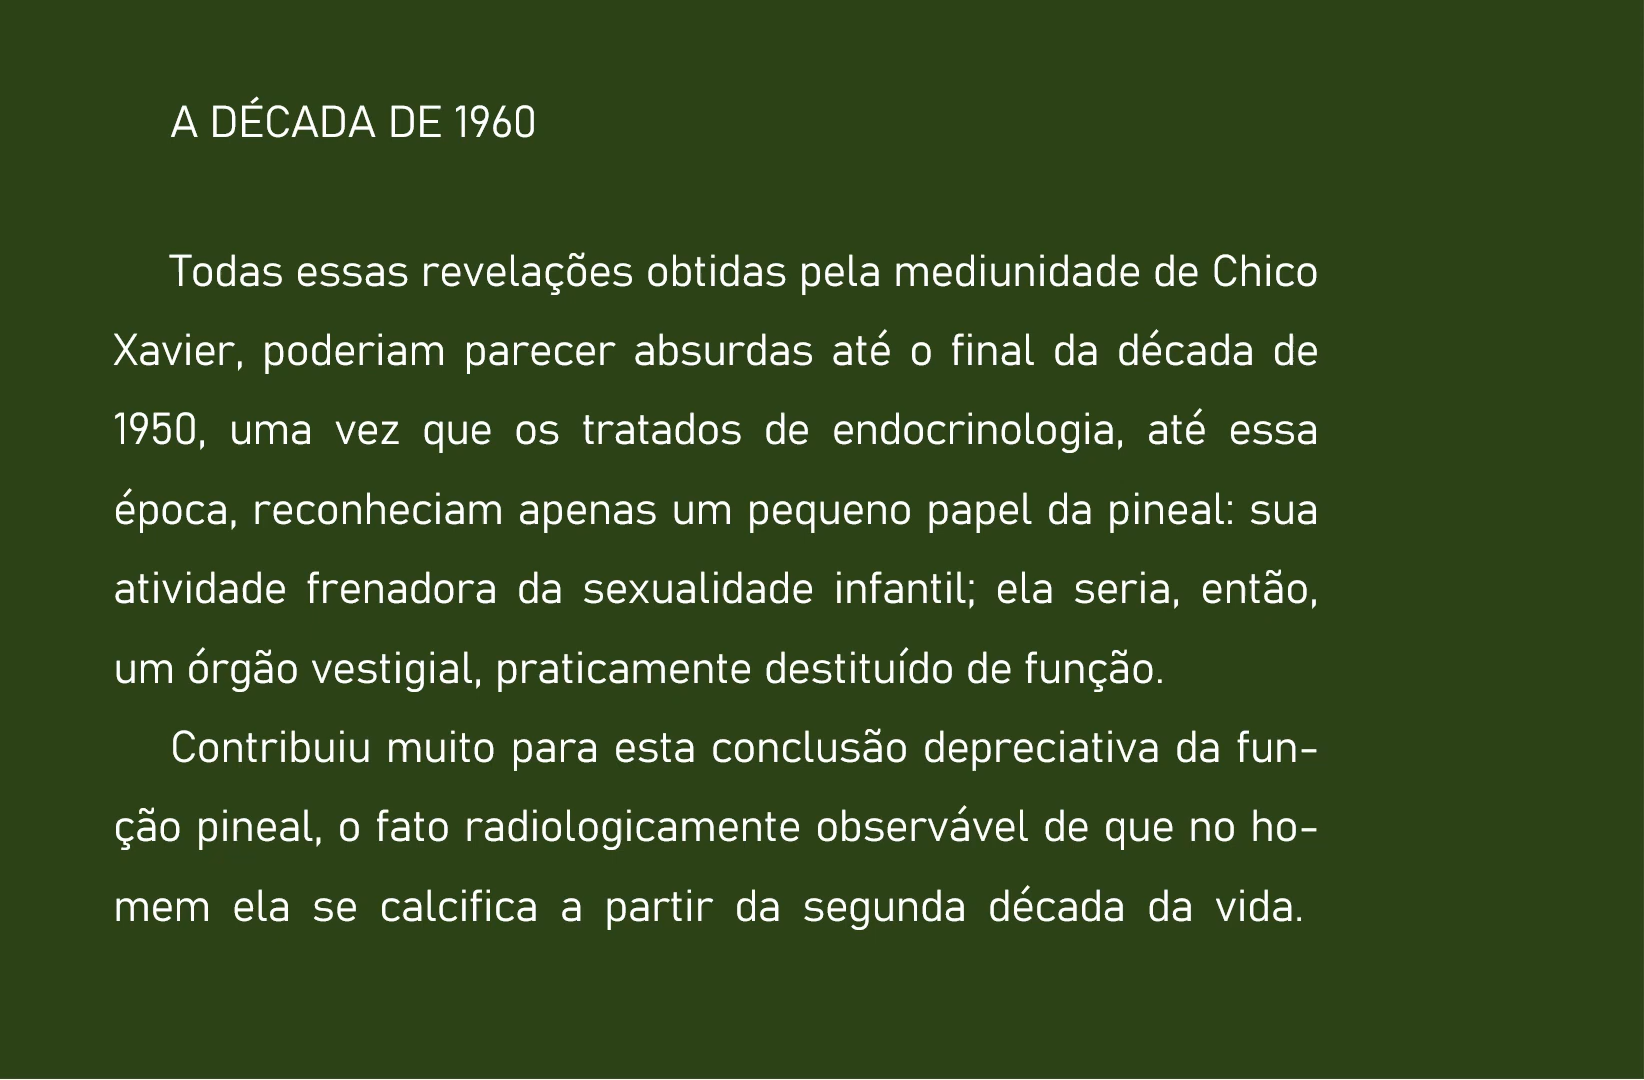 A DÉCADA DE 1960
Todas essas revelações obtidas pela mediunidade de Chico
Xavier, poderiam parecer absurdas até o final da década de
1950, uma vez que os tratados de endocrinologia, até essa
época, reconheciam apenas um pequeno papel da pineal: sua
atividade frenadora da sexualidade infantil; ela seria, então,
um órgão vestigial, praticamente destituído de função.
Contribuiu muito para esta conclusão depreciativa da fun-
ção pineal, o fato radiologicamente observável de que no ho-
mem ela se calcifica a partir da segunda década da vida.